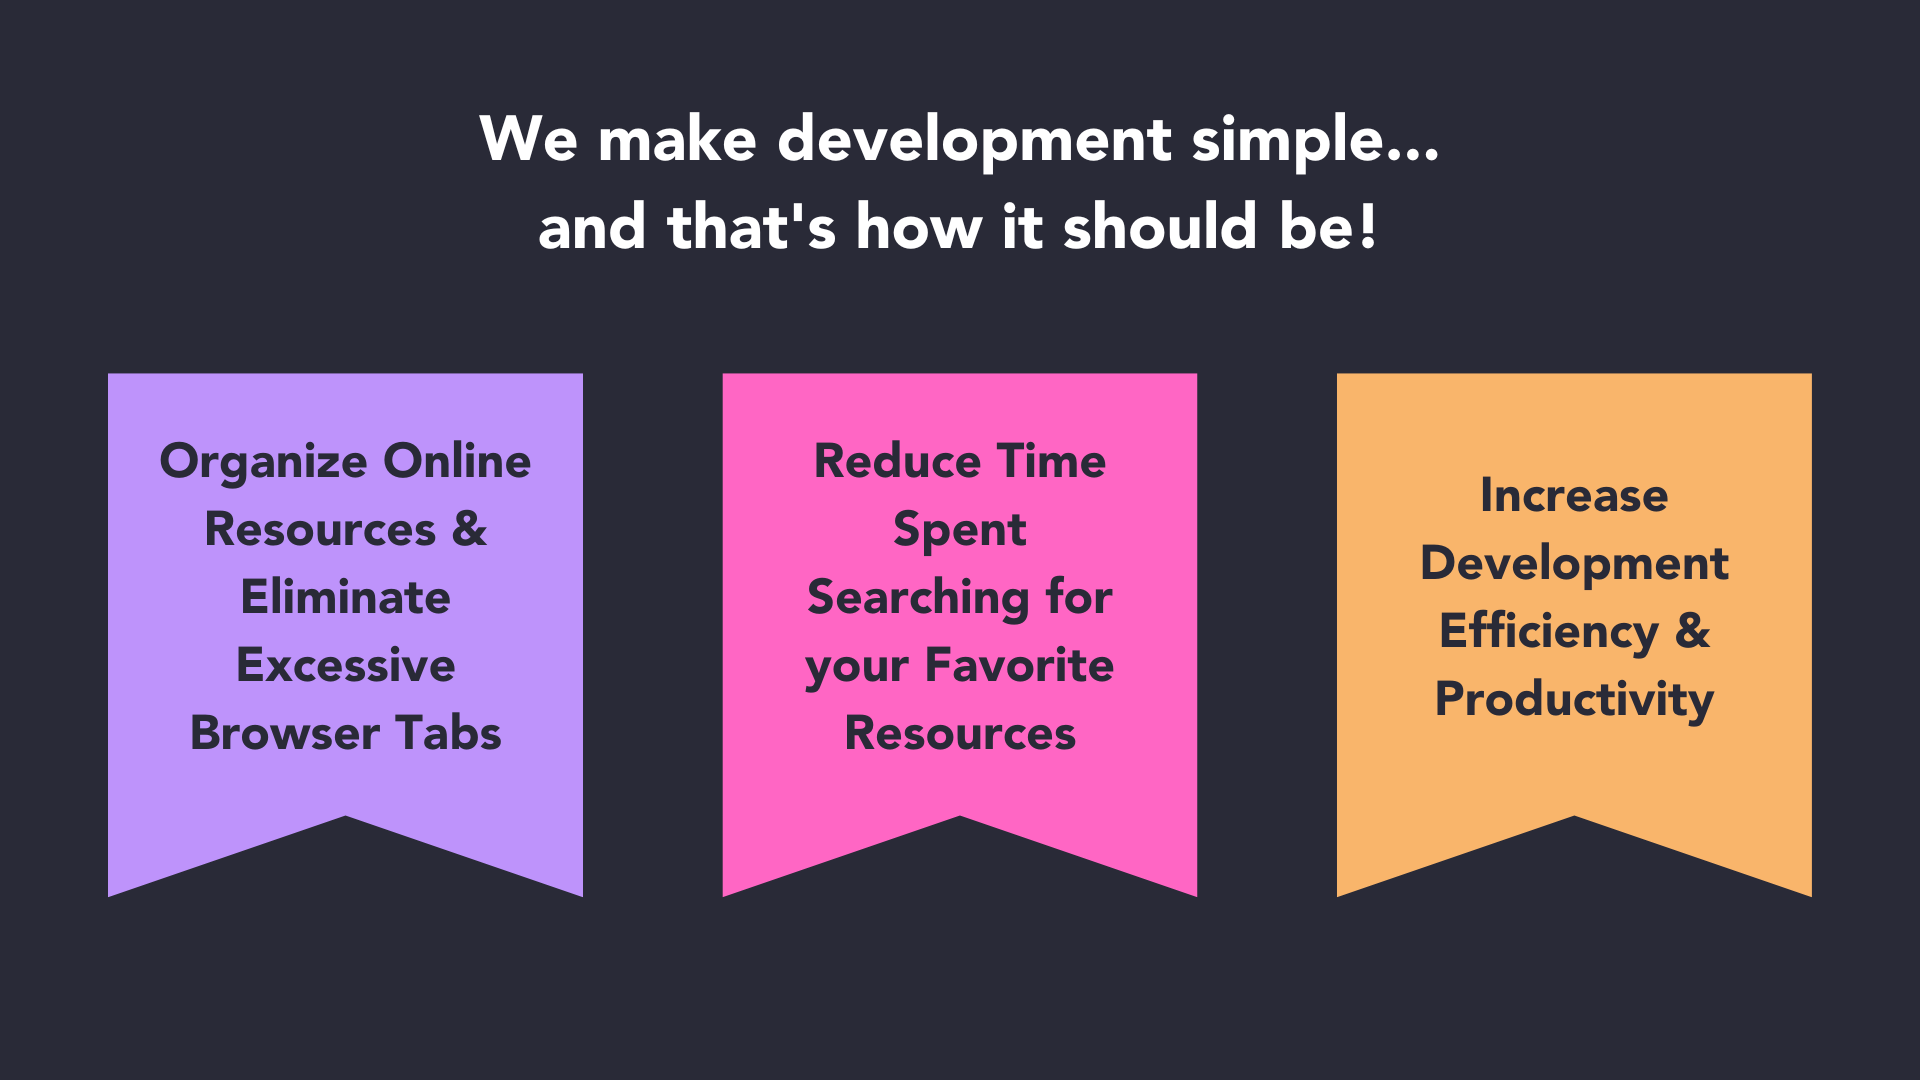 We make development simple...
and that's how it should be!
Organize Online
Resources &
Eliminate
Excessive
Browser Tabs
Reduce Time
Spent
Searching for
your Favorite
Resources
Increase
Development
Efficiency &
Productivity